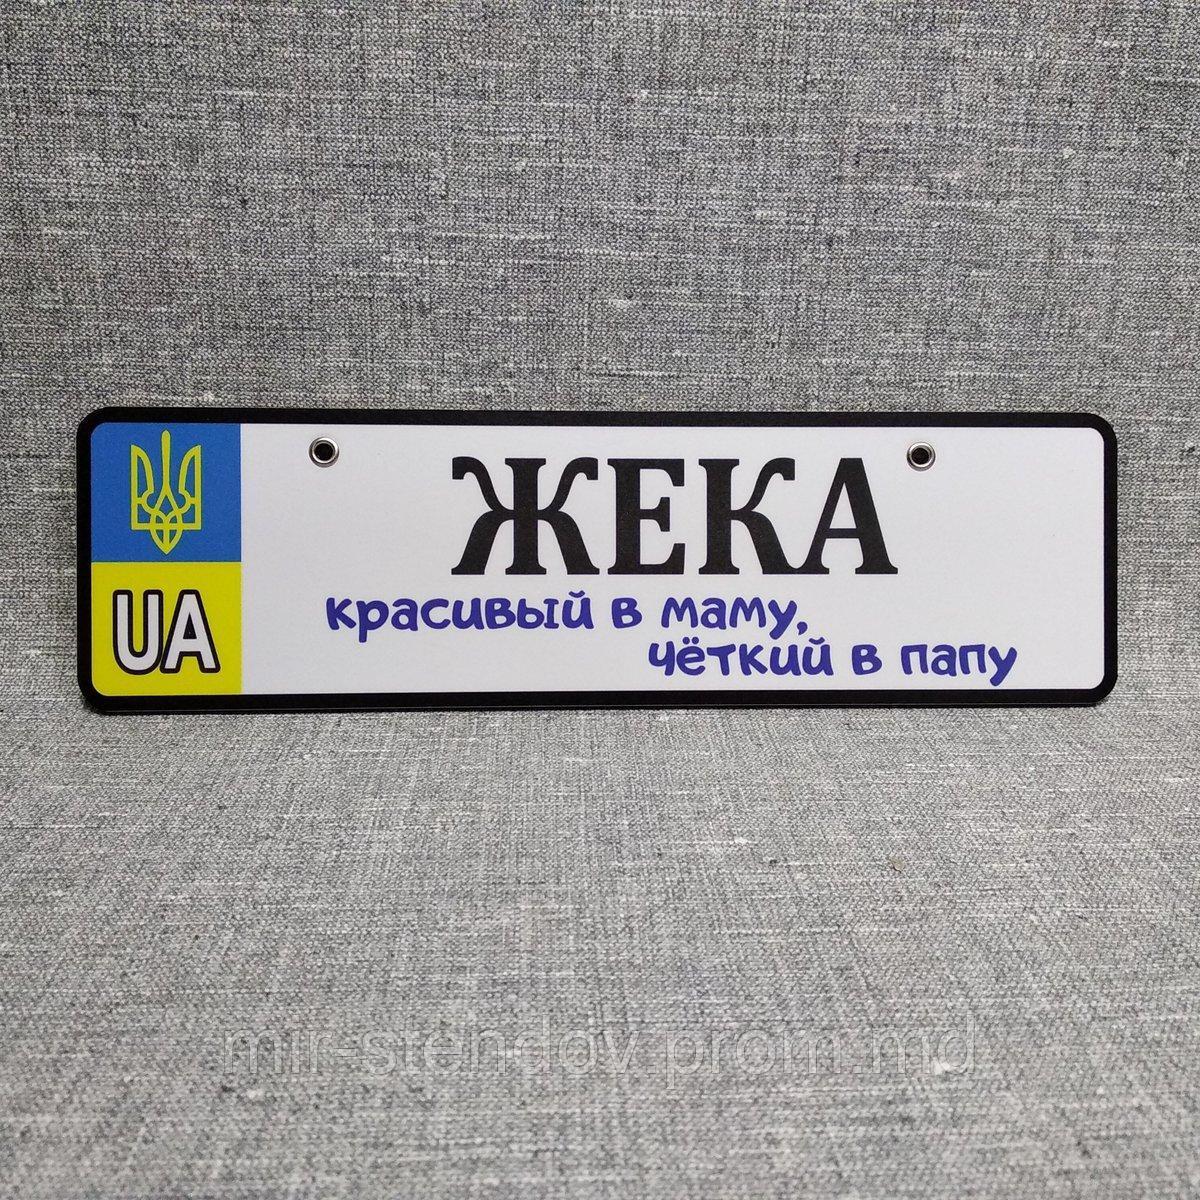 ЖЕКА
красивый в маму,
чёткий в папу
UA
mir-stendov.prom.md